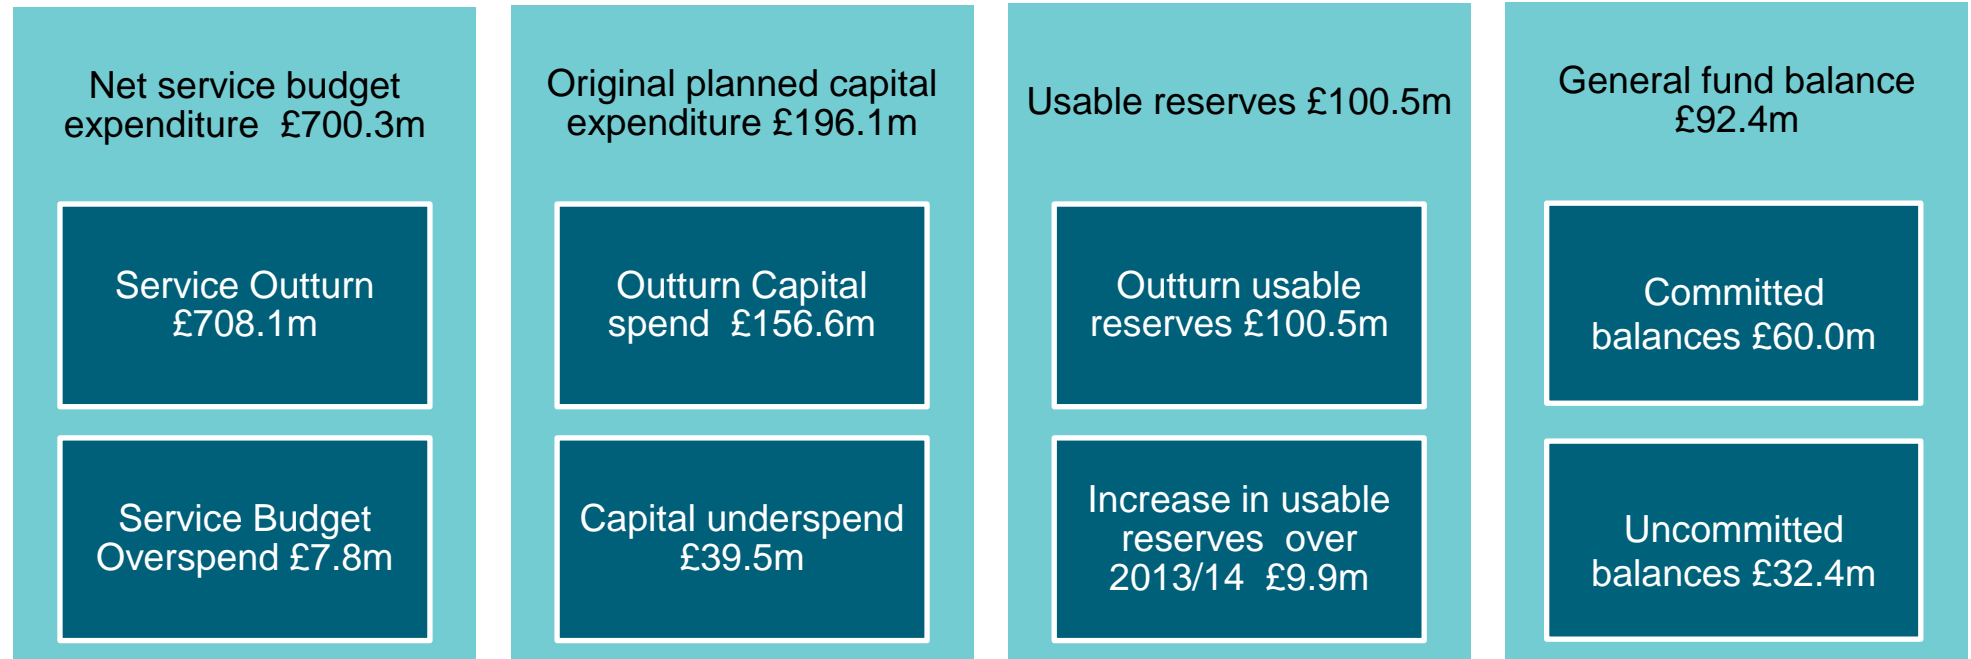 Net service budget
expenditure £700.3m
Service Outturn
£708.1m
Service Budget
Overspend £7.8m
Original planned capital
expenditure £196.1m
Outturn Capital
spend £156.6m
Capital underspend
£39.5m
Usable reserves £100.5m
Outturn usable
reserves £100.5m
Increase in usable
reserves over
2013/14 £9.9m
General fund balance
£92.4m
Committed
balances £60.0m
Uncommitted
balances £32.4m